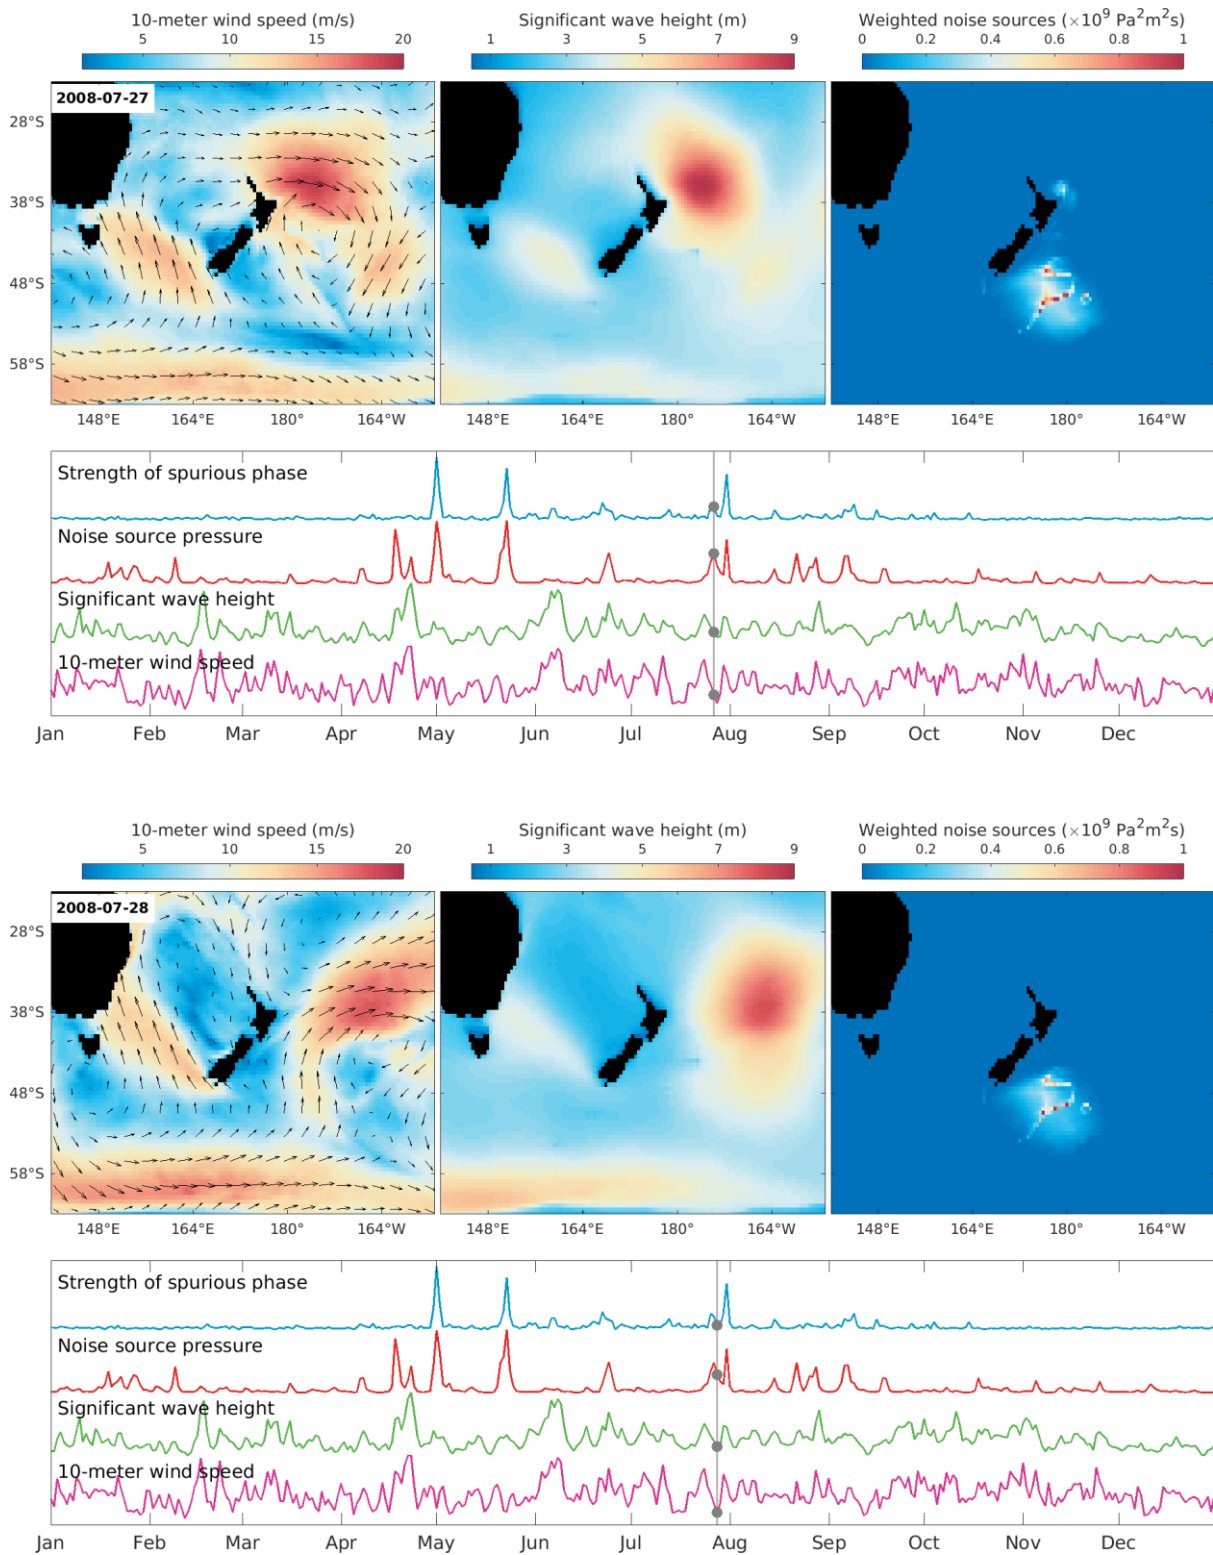 10-meter wind speed (m/s)
Significant wave height (m)
Weighted noise sources (×10⁹ Pa²m²s)
5 10 15 20
1 3 5 7 9
0 0.2 0.4 0.6 0.8 1
2008-07-27
28°S
38°S
48°S
58°S
148°E 164°E 180° 164°W
148°E 164°E 180° 164°W
148°E 164°E 180° 164°W
Strength of spurious phase
Noise source pressure
Significant wave height
10-meter wind speed
Jan Feb Mar Apr May Jun Jul Aug Sep Oct Nov Dec
10-meter wind speed (m/s)
Significant wave height (m)
Weighted noise sources (×10⁹ Pa²m²s)
5 10 15 20
1 3 5 7 9
0 0.2 0.4 0.6 0.8 1
2008-07-28
28°S
38°S
48°S
58°S
148°E 164°E 180° 164°W
148°E 164°E 180° 164°W
148°E 164°E 180° 164°W
Strength of spurious phase
Noise source pressure
Significant wave height
10-meter wind speed
Jan Feb Mar Apr May Jun Jul Aug Sep Oct Nov Dec